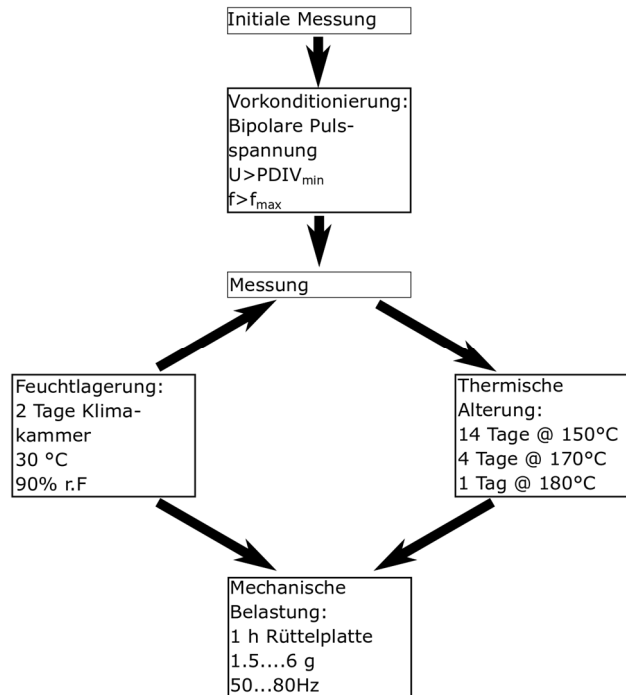 Initiale Messung
Vorkonditionierung:
Bipolare Puls-
spannung
U>PDIVmin
f>fmax
Messung
Feuchtlagerung:
2 Tage Klima-
kammer
30 °C
90% r.F
Thermische
Alterung:
14 Tage @ 150°C
4 Tage @ 170°C
1 Tag @ 180°C
Mechanische
Belastung:
1 h Rüttelplatte
1.5....6 g
50...80Hz